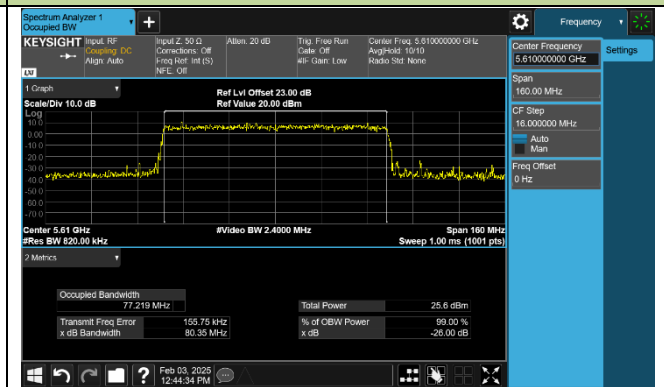 Spectrum Analyzer 1
Occupied BW
+
Frequency
KEYSIGHT
Input: RF
Coupling: DC
Align: Auto
Input Z: 50 Ω
Corrections: Off
Freq Ref: Int (S)
NFE: Off
Atten: 20 dB
Trig: Free Run
Gate: Off
#IF Gain: Low
Center Freq: 5.610000000 GHz
Avg|Hold: 10/10
Radio Std: None
LXI
Center Frequency
5.610000000 GHz
Settings
Span
160.00 MHz
CF Step
16.000000 MHz
Auto
Man
Freq Offset
0 Hz
1 Graph
Scale/Div 10.0 dB
Ref Lvl Offset 23.00 dB
Ref Value 20.00 dBm
Log
10.0
0.00
-10.0
-20.0
-30.0
-40.0
-50.0
-60.0
-70.0
Center 5.61 GHz
#Res BW 820.00 kHz
#Video BW 2.4000 MHz
Span 160 MHz
Sweep 1.00 ms (1001 pts)
2 Metrics
Occupied Bandwidth
77.219 MHz
Total Power 25.6 dBm
Transmit Freq Error 155.75 kHz
% of OBW Power 99.00 %
x dB Bandwidth 80.35 MHz
x dB -26.00 dB
?
Feb 03, 2025
12:44:34 PM